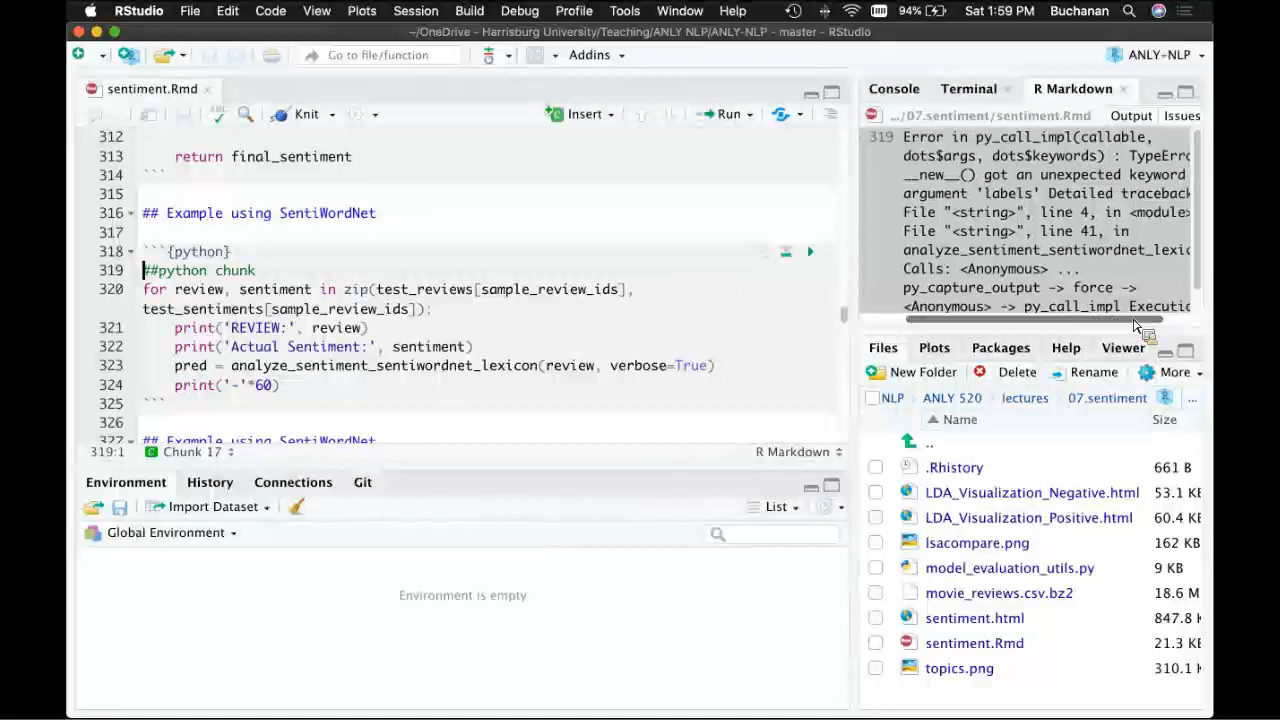 RStudio File Edit Code View Plots Session Build Debug Profile Tools Window Help 94% Sat 1:59 PM Buchanan
~/OneDrive - Harrisburg University/Teaching/ANLY NLP/ANLY-NLP - master - RStudio
Go to file/function Addins ANLY-NLP
sentiment.Rmd
Knit Insert Run
312
313 return final_sentiment
314 ```
315
316 ## Example using SentiWordNet
317
318 ```{python}
319 ##python chunk
320 for review, sentiment in zip(test_reviews[sample_review_ids],
test_sentiments[sample_review_ids]):
321 print('REVIEW:', review)
322 print('Actual Sentiment:', sentiment)
323 pred = analyze_sentiment_sentiwordnet_lexicon(review, verbose=True)
324 print('-'*60)
325 ```
326
327 ## Example using SentiWordNet
319:1 Chunk 17 R Markdown
Environment History Connections Git
Import Dataset List
Global Environment
Environment is empty
Console Terminal R Markdown
.../07.sentiment/sentiment.Rmd Output Issues
319 Error in py_call_impl(callable,
dots$args, dots$keywords) : TypeErro
__new__() got an unexpected keyword
argument 'labels' Detailed traceback
File "<string>", line 4, in <module>
File "<string>", line 41, in
analyze_sentiment_sentiwordnet_lexic
Calls: <Anonymous> ...
py_capture_output -> force ->
<Anonymous> -> py_call_impl Executio
Files Plots Packages Help Viewer
New Folder Delete Rename More
NLP ANLY 520 lectures 07.sentiment ...
Name Size
..
.Rhistory 661 B
LDA_Visualization_Negative.html 53.1 KB
LDA_Visualization_Positive.html 60.4 KB
lsacompare.png 162 KB
model_evaluation_utils.py 9 KB
movie_reviews.csv.bz2 18.6 M
sentiment.html 847.8 K
sentiment.Rmd 21.3 KB
topics.png 310.1 K